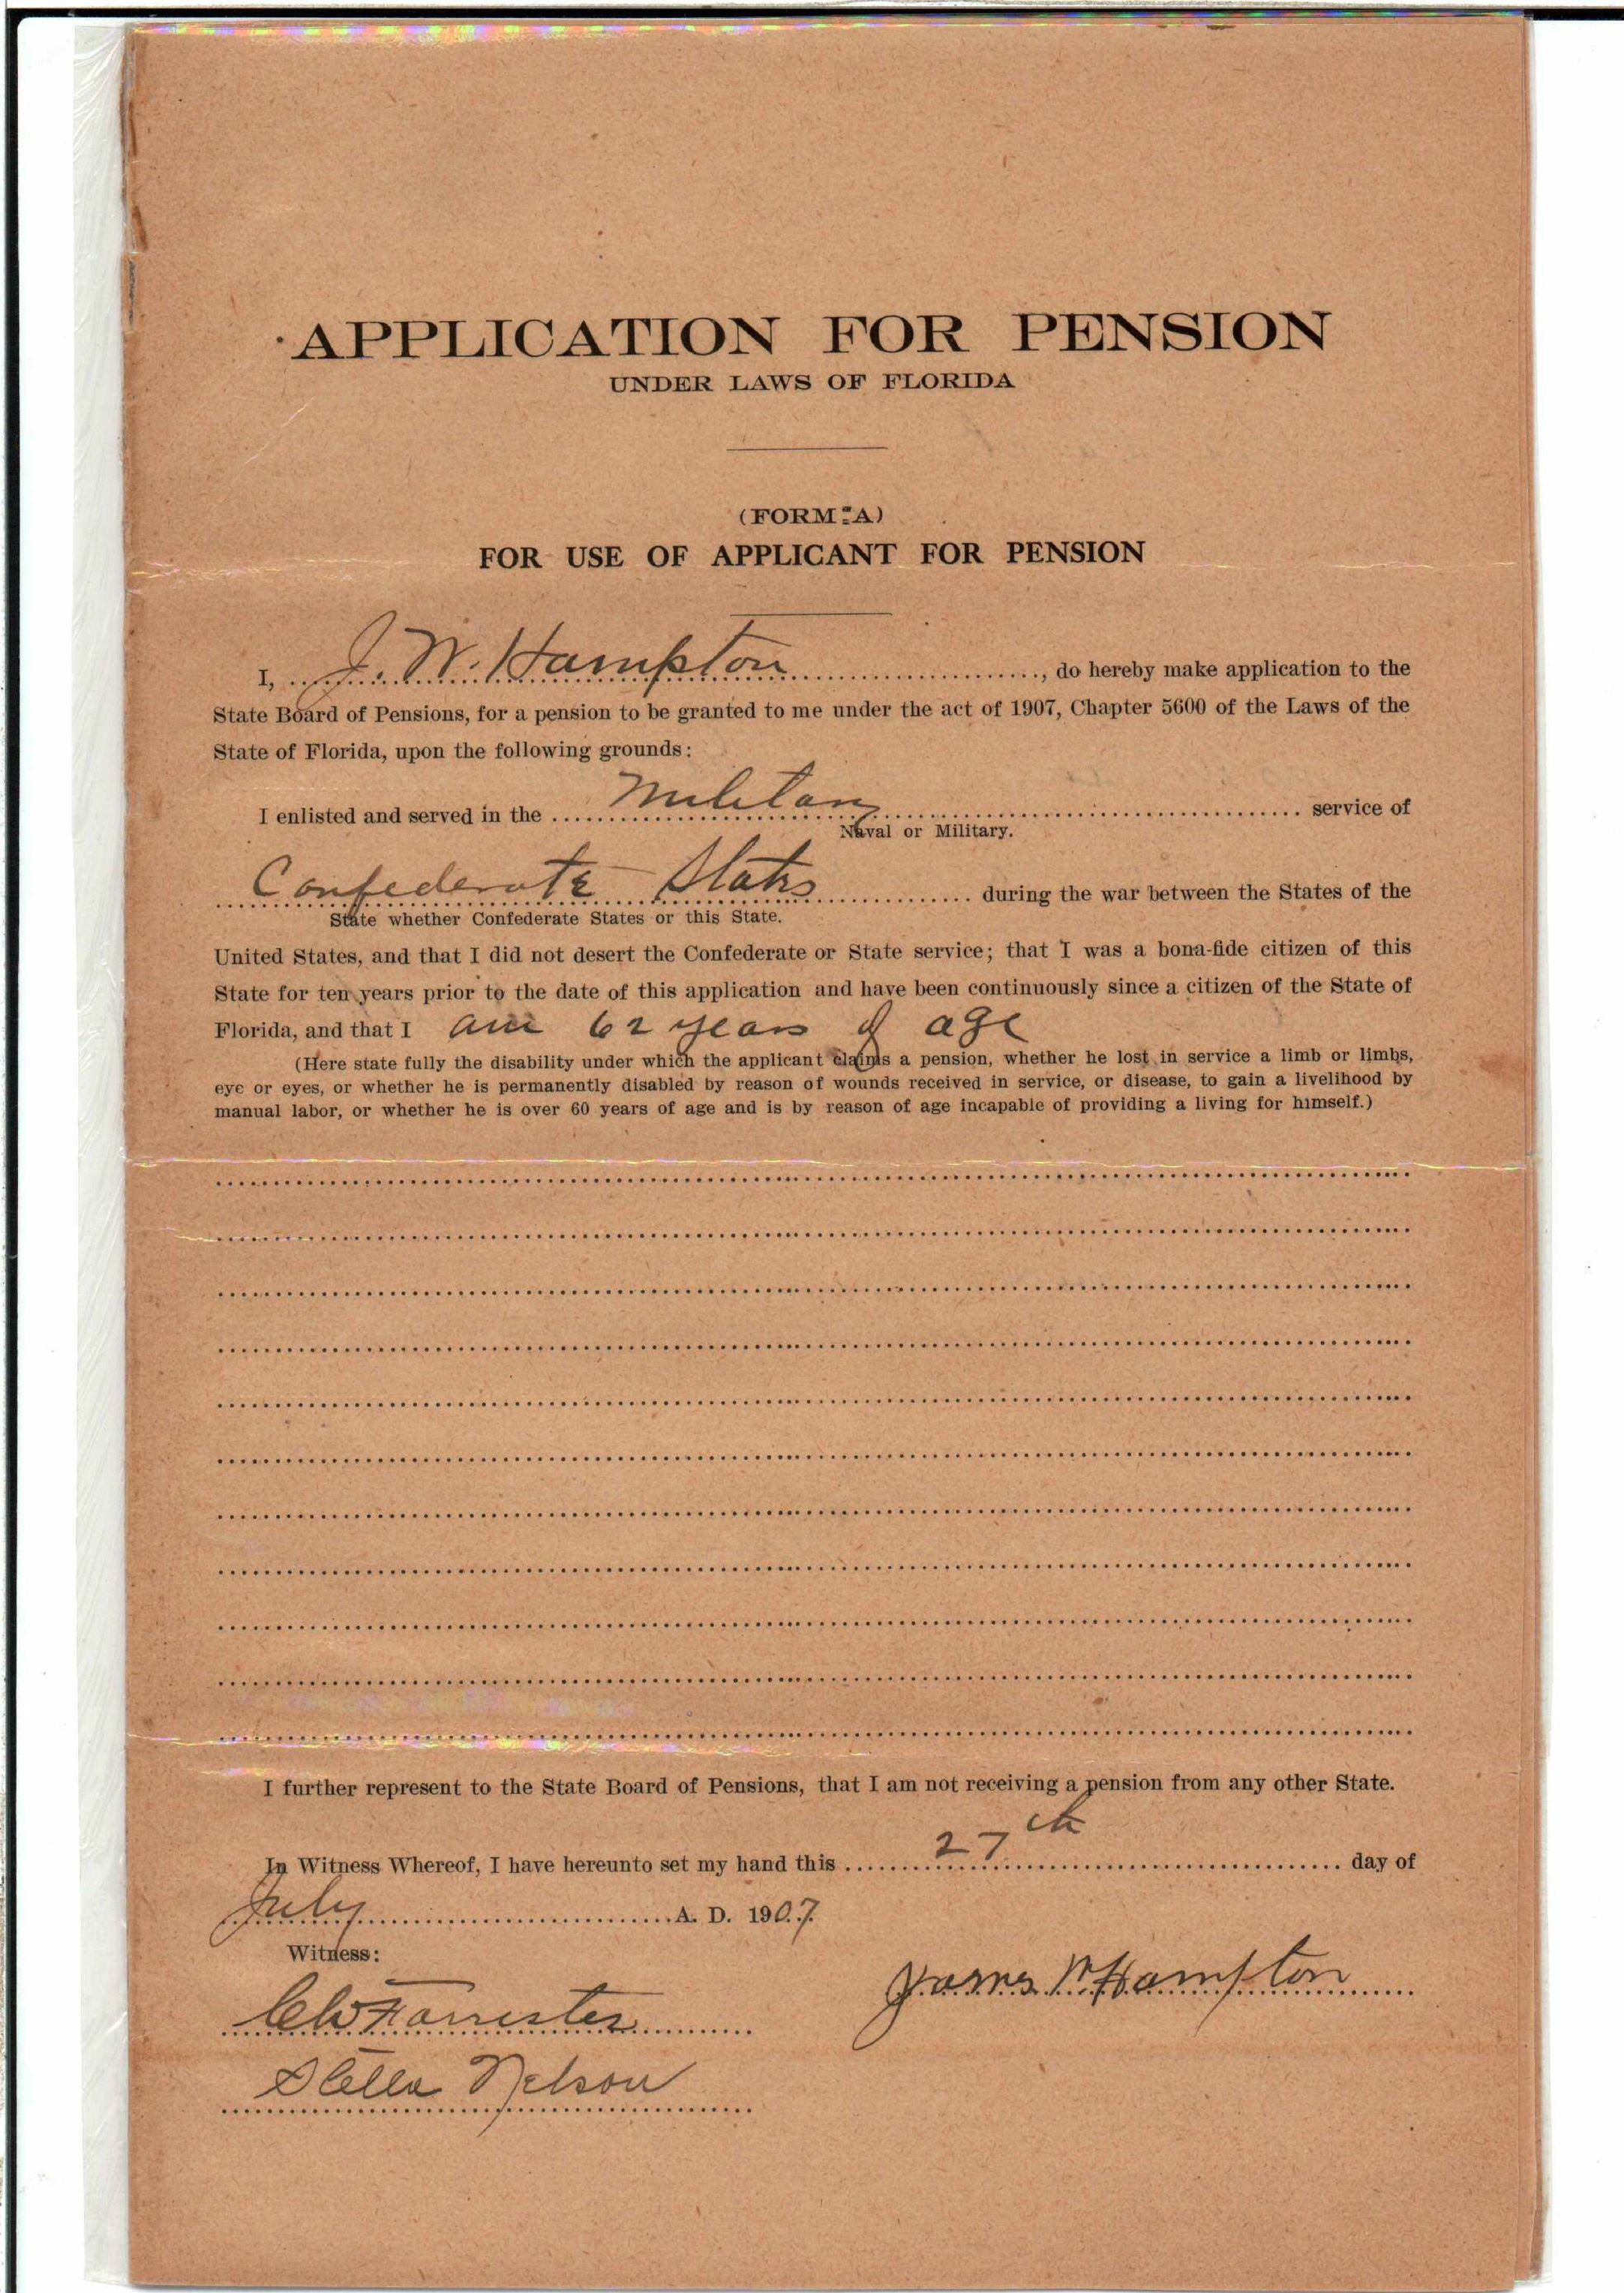 APPLICATION FOR PENSION
UNDER LAWS OF FLORIDA
(FORM-A)
FOR USE OF APPLICANT FOR PENSION
I, J. W. Hampton, do hereby make application to the
State Board of Pensions, for a pension to be granted to me under the act of 1907, Chapter 5600 of the Laws of the
State of Florida, upon the following grounds:
I enlisted and served in the Military service of
Naval or Military.
Confederate States during the war between the States of the
State whether Confederate States or this State.
United States, and that I did not desert the Confederate or State service; that I was a bona-fide citizen of this
State for ten years prior to the date of this application and have been continuously since a citizen of the State of
Florida, and that I am 62 years of age
(Here state fully the disability under which the applicant claims a pension, whether he lost in service a limb or limbs,
eye or eyes, or whether he is permanently disabled by reason of wounds received in service, or disease, to gain a livelihood by
manual labor, or whether he is over 60 years of age and is by reason of age incapable of providing a living for himself.)
I further represent to the State Board of Pensions, that I am not receiving a pension from any other State.
In Witness Whereof, I have hereunto set my hand this 27th day of
July A. D. 1907.
Witness:
James W Hampton
CW Forrester
Stella Nelson